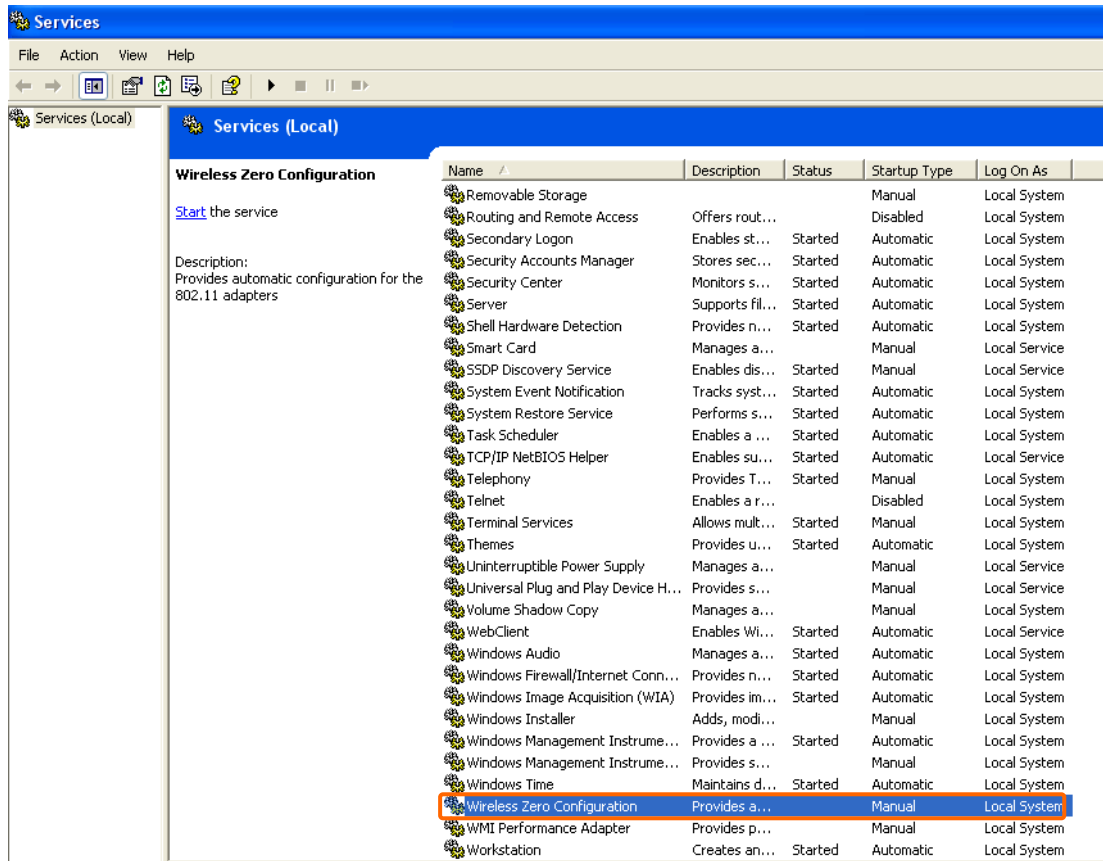 Services
File Action View Help
Services (Local)
Services (Local)
Wireless Zero Configuration
Start the service
Description:
Provides automatic configuration for the
802.11 adapters
Name Description Status Startup Type Log On As
Removable Storage Manual Local System
Routing and Remote Access Offers rout... Disabled Local System
Secondary Logon Enables st... Started Automatic Local System
Security Accounts Manager Stores sec... Started Automatic Local System
Security Center Monitors s... Started Automatic Local System
Server Supports fil... Started Automatic Local System
Shell Hardware Detection Provides n... Started Automatic Local System
Smart Card Manages a... Manual Local Service
SSDP Discovery Service Enables dis... Started Manual Local Service
System Event Notification Tracks syst... Started Automatic Local System
System Restore Service Performs s... Started Automatic Local System
Task Scheduler Enables a ... Started Automatic Local System
TCP/IP NetBIOS Helper Enables su... Started Automatic Local Service
Telephony Provides T... Started Manual Local System
Telnet Enables a r... Disabled Local System
Terminal Services Allows mult... Started Manual Local System
Themes Provides u... Started Automatic Local System
Uninterruptible Power Supply Manages a... Manual Local Service
Universal Plug and Play Device H... Provides s... Manual Local Service
Volume Shadow Copy Manages a... Manual Local System
WebClient Enables Wi... Started Automatic Local Service
Windows Audio Manages a... Started Automatic Local System
Windows Firewall/Internet Conn... Provides n... Started Automatic Local System
Windows Image Acquisition (WIA) Provides im... Started Automatic Local System
Windows Installer Adds, modi... Manual Local System
Windows Management Instrume... Provides a ... Started Automatic Local System
Windows Management Instrume... Provides s... Manual Local System
Windows Time Maintains d... Started Automatic Local System
Wireless Zero Configuration Provides a... Manual Local System
WMI Performance Adapter Provides p... Manual Local System
Workstation Creates an... Started Automatic Local System